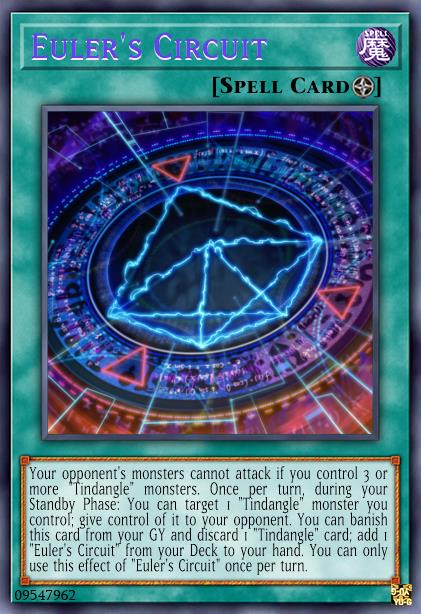 Euler's Circuit
SPELL
魔
[Spell Card]
Your opponent's monsters cannot attack if you control 3 or
more "Tindangle" monsters. Once per turn, during your
Standby Phase: You can target 1 "Tindangle" monster you
control; give control of it to your opponent. You can banish
this card from your GY and discard 1 "Tindangle" card; add 1
"Euler's Circuit" from your Deck to your hand. You can only
use this effect of "Euler's Circuit" once per turn.
09547962